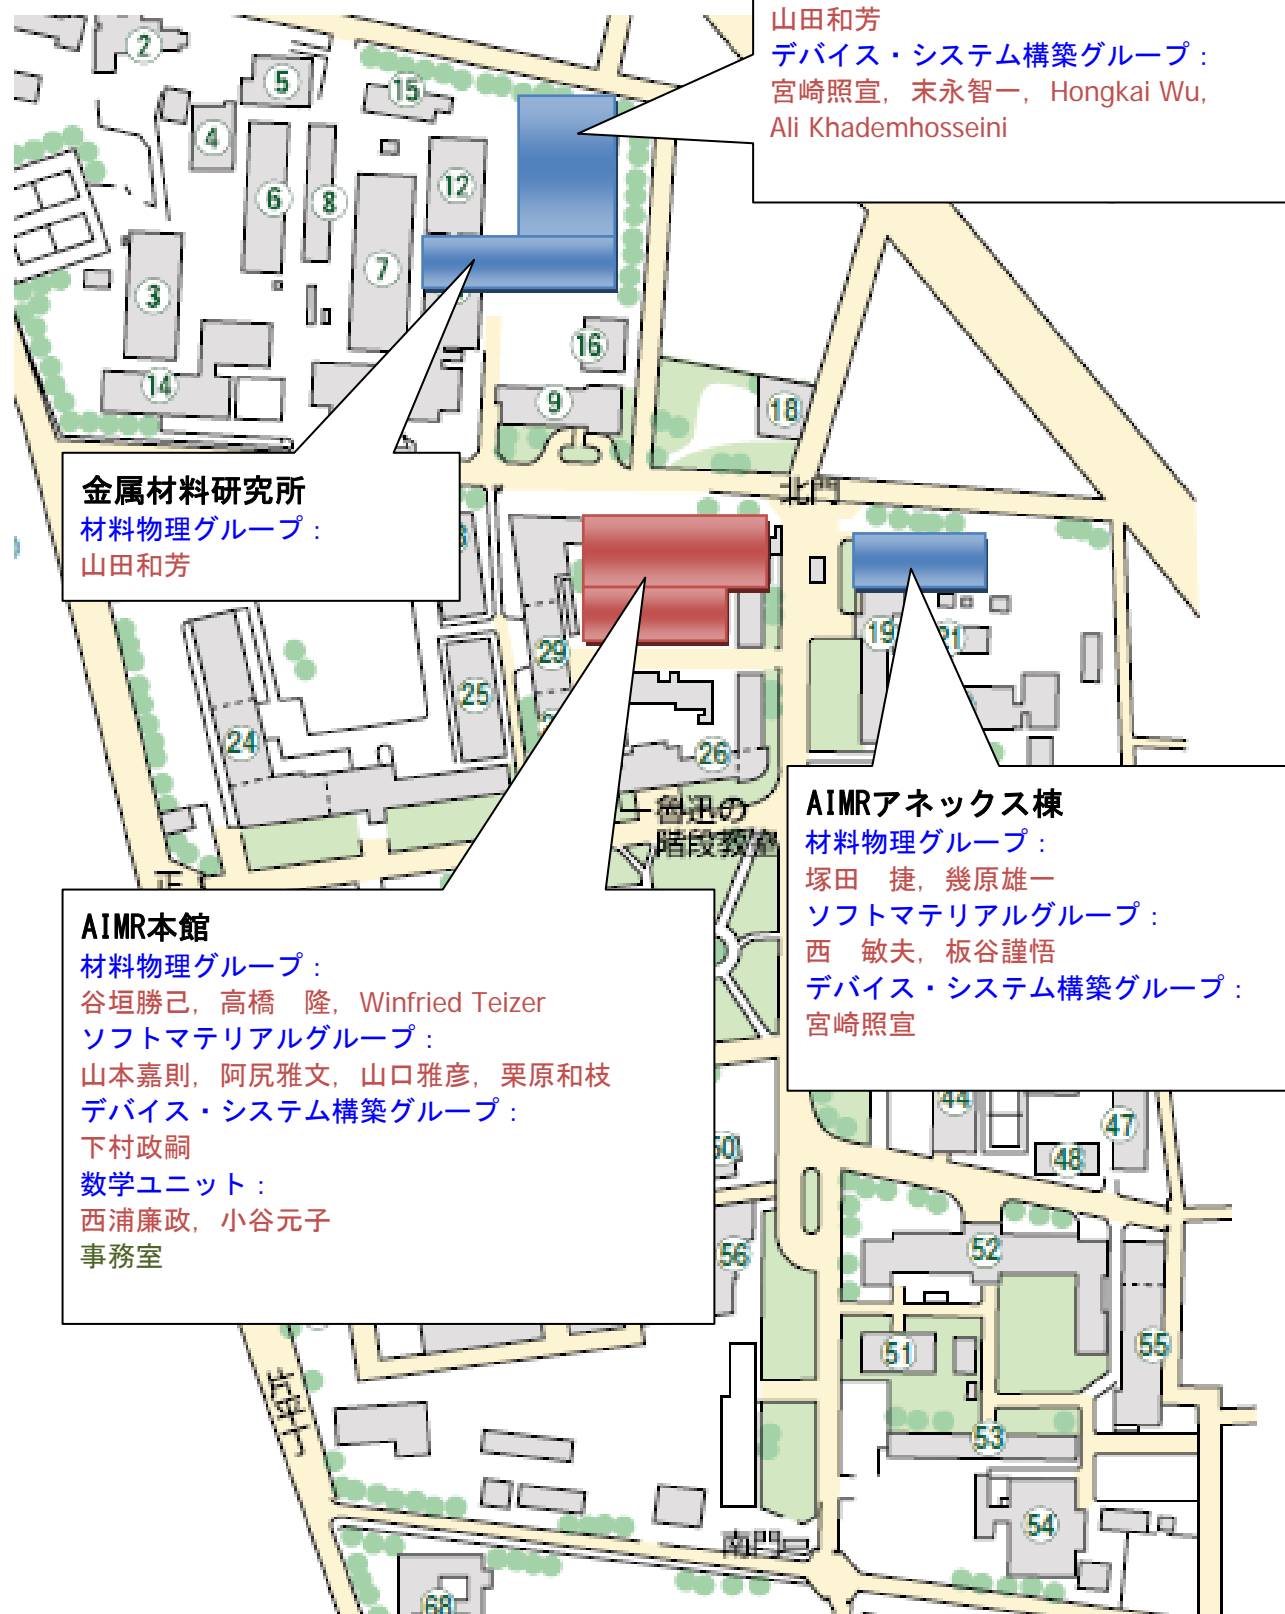 山田和芳
デバイス・システム構築グループ：
宮崎照宣，末永智一，Hongkai Wu,
Ali Khademhosseini
2
5
15
4
6
8
12
7
3
16
14
9
18
金属材料研究所
材料物理グループ：
山田和芳
北門
19
21
29
25
24
26
魯迅の
階段教室
AIMRアネックス棟
材料物理グループ：
塚田　捷，幾原雄一
ソフトマテリアルグループ：
西　敏夫，板谷謹悟
デバイス・システム構築グループ：
宮崎照宣
正
AIMR本館
材料物理グループ：
谷垣勝己，高橋　隆，Winfried Teizer
ソフトマテリアルグループ：
山本嘉則，阿尻雅文，山口雅彦，栗原和枝
デバイス・システム構築グループ：
下村政嗣
数学ユニット：
西浦廉政，小谷元子
事務室
44
47
48
50
52
56
51
55
53
54
南門
68